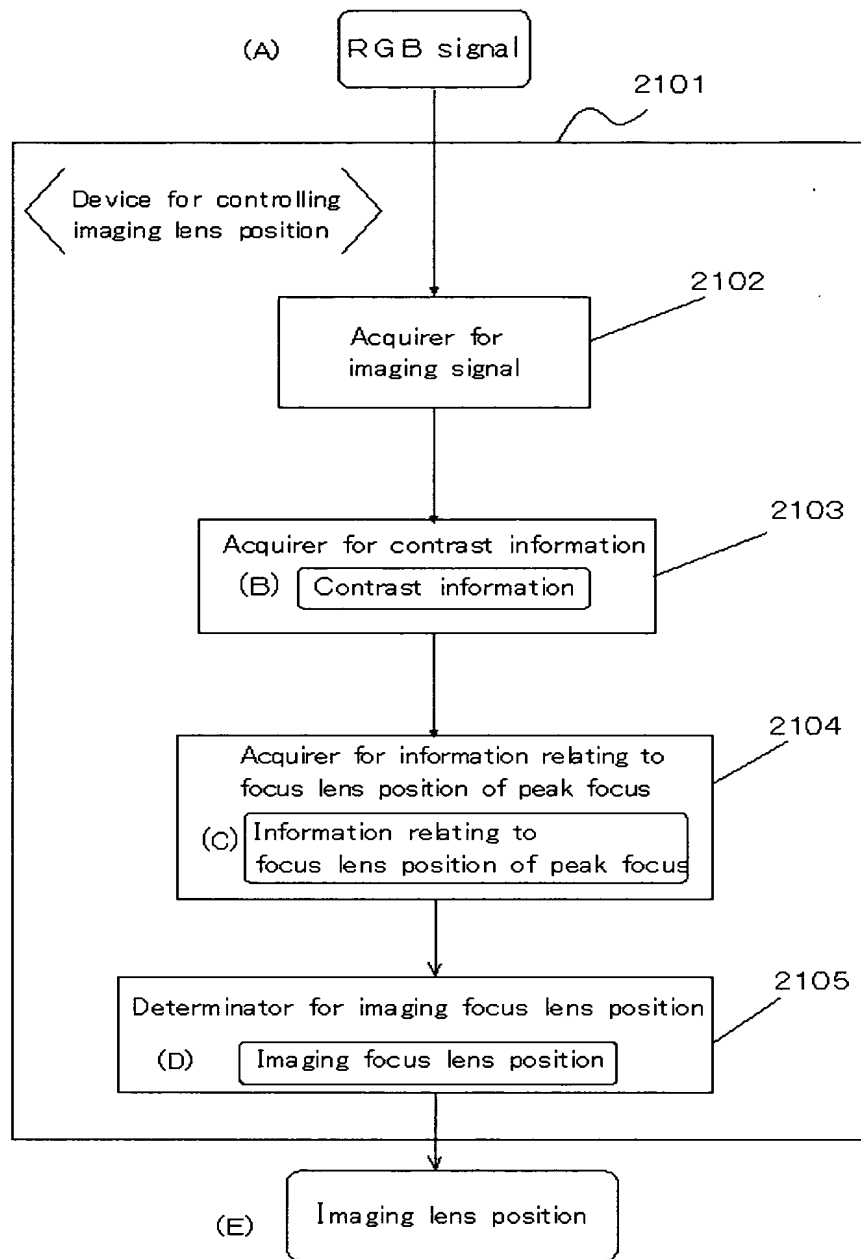 (A) RGB signal
2101
Device for controlling
imaging lens position
2102
Acquirer for
imaging signal
2103
Acquirer for contrast information
(B) Contrast information
2104
Acquirer for information relating to
focus lens position of peak focus
(C) Information relating to
focus lens position of peak focus
2105
Determinator for imaging focus lens position
(D) Imaging focus lens position
(E) Imaging lens position